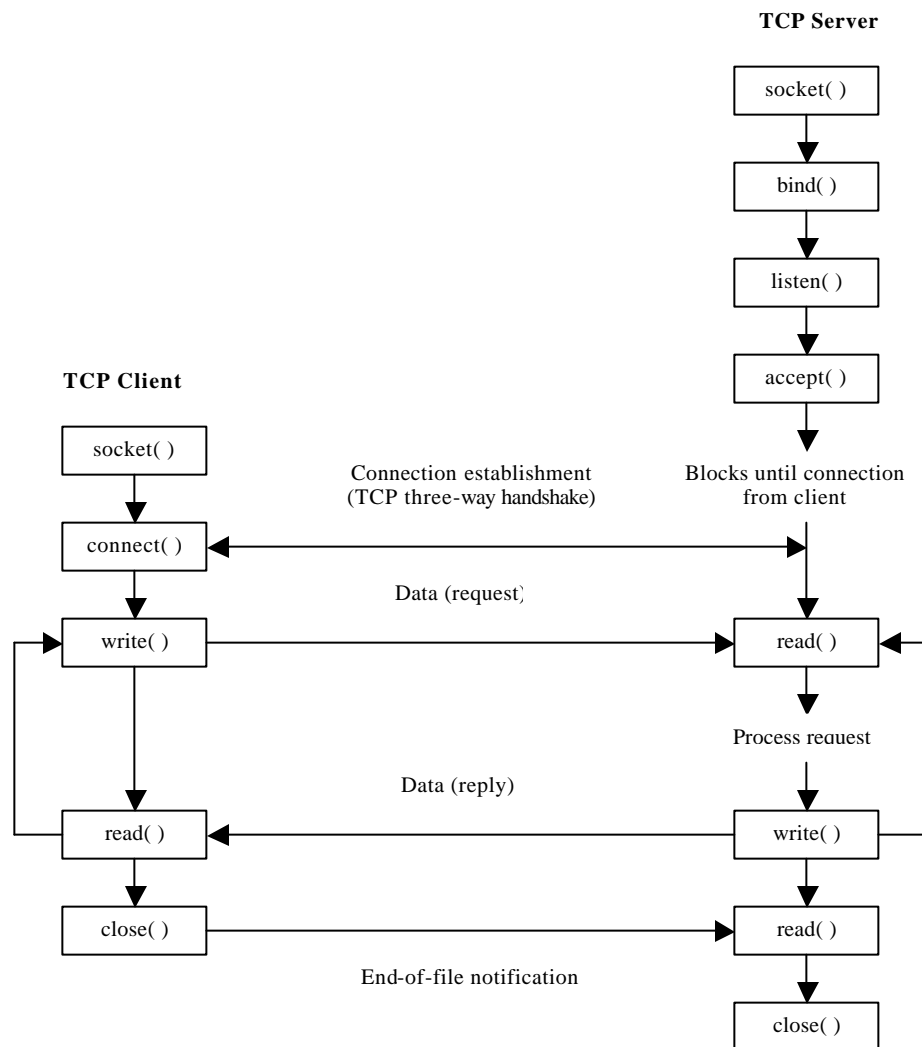 TCP Server
socket( )
bind( )
listen( )
accept( )
TCP Client
socket( )
Connection establishment
(TCP three-way handshake)
Blocks until connection
from client
connect( )
Data (request)
write( )
read( )
Process request
Data (reply)
read( )
write( )
close( )
read( )
End-of-file notification
close( )